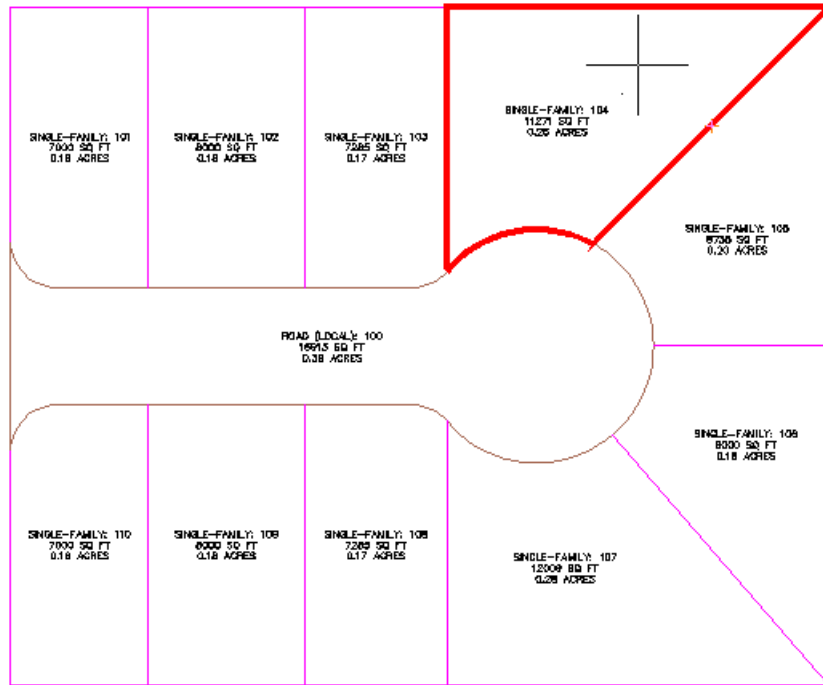 SINGLE-FAMILY: 101
7000 SQ FT
0.16 ACRES
SINGLE-FAMILY: 102
8000 SQ FT
0.18 ACRES
SINGLE-FAMILY: 103
7285 SQ FT
0.17 ACRES
SINGLE-FAMILY: 104
11271 SQ FT
0.26 ACRES
SINGLE-FAMILY: 105
8736 SQ FT
0.20 ACRES
ROAD (LOCAL): 100
SQ FT
0.38 ACRES
SINGLE-FAMILY: 106
8000 SQ FT
0.18 ACRES
SINGLE-FAMILY: 110
7000 SQ FT
0.16 ACRES
SINGLE-FAMILY: 109
8000 SQ FT
0.18 ACRES
SINGLE-FAMILY: 108
7285 SQ FT
0.17 ACRES
SINGLE-FAMILY: 107
12009 SQ FT
0.28 ACRES